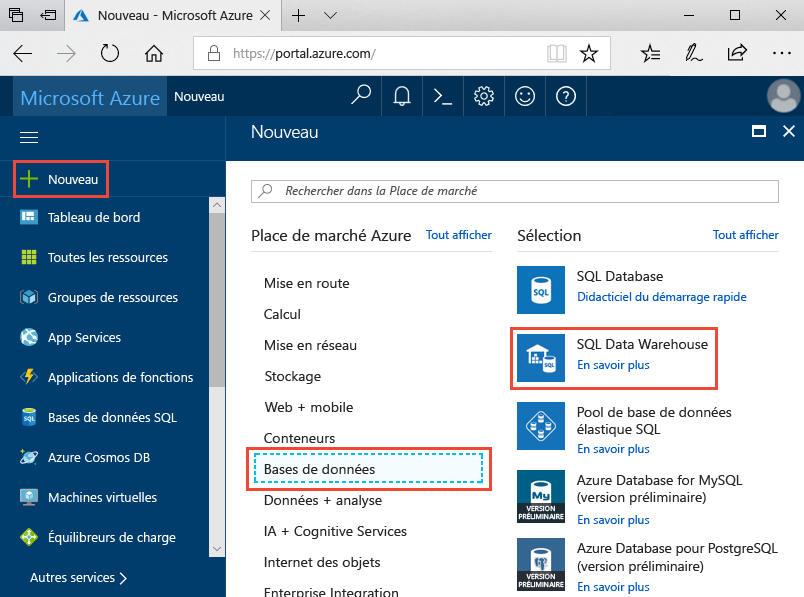 Nouveau - Microsoft Azure
https://portal.azure.com/
Microsoft Azure
Nouveau
Nouveau
Nouveau
Tableau de bord
Toutes les ressources
Groupes de ressources
App Services
Applications de fonctions
Bases de données SQL
Azure Cosmos DB
Machines virtuelles
Équilibreurs de charge
Autres services
Rechercher dans la Place de marché
Place de marché Azure
Tout afficher
Mise en route
Calcul
Mise en réseau
Stockage
Web + mobile
Conteneurs
Bases de données
Données + analyse
IA + Cognitive Services
Internet des objets
Enterprise Integration
Sélection
Tout afficher
SQL
SQL Database
Didacticiel du démarrage rapide
SQL
SQL Data Warehouse
En savoir plus
Pool de base de données
élastique SQL
En savoir plus
My
VERSION
PRÉLIMINAIRE
Azure Database for MySQL
(version préliminaire)
En savoir plus
VERSION
PRÉLIMINAIRE
Azure Database pour PostgreSQL
(version préliminaire)
En savoir plus